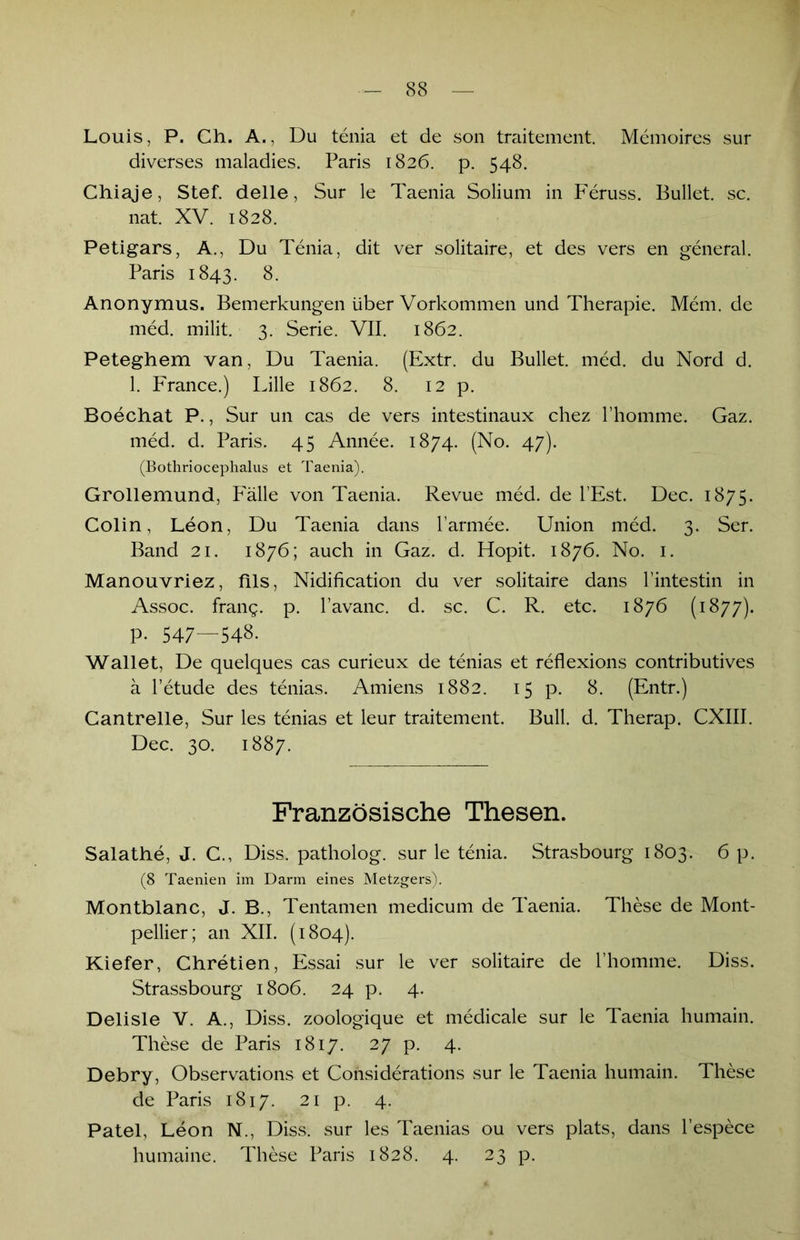 — 88 —
Louis, P. Ch. A., Du ténia et de son traitement. Mémoires sur
diverses maladies. Paris 1826. p. 548.
Chiaje, Stef. delle, Sur le Taenia Solium in Féruss. Bullet. sc.
nat. XV. 1828.
Petigars, A., Du Ténia, dit ver solitaire, et des vers en géneral.
Paris 1843. 8.
Anonymus. Bemerkungen über Vorkommen und Therapie. Mém. de
méd. milit. 3. Serie. VII. 1862.
Peteghem van, Du Taenia. (Extr. du Bullet. méd. du Nord d.
l. France.) Lille 1862. 8. 12 p.
Boéchat P., Sur un cas de vers intestinaux chez l'homme. Gaz.
méd. d. Paris. 45 Année. 1874. (No. 47).
(Bothriocephalus et Taenia).
Grollemund, Fälle von Taenia. Revue méd. de l'Est. Dec. 1875.
Colin, Léon, Du Taenia dans l'armée. Union méd. 3. Ser.
Band 21. 1876; auch in Gaz. d. Hopit. 1876. No. 1.
Manouvriez, fils, Nidification du ver solitaire dans l'intestin in
Assoc. franç. p. l'avanc. d. sc. C. R. etc. 1876 (1877).
p. 547—548.
Wallet, De quelques cas curieux de ténias et réflexions contributives
à l'étude des ténias. Amiens 1882. 15 p. 8. (Entr.)
Cantrelle, Sur les ténias et leur traitement. Bull. d. Therap. CXIII.
Dec. 30. 1887.
Französische Thesen.
Salathé, J. C., Diss. patholog. sur le ténia. Strasbourg 1803. 6 p.
(8 Taenien im Darm eines Metzgers).
Montblanc, J. B., Tentamen medicum de Taenia. Thèse de Mont-
pellier; an XII. (1804).
Kiefer, Chrétien, Essai sur le ver solitaire de l'homme. Diss.
Strassbourg 1806. 24 p. 4.
Delisle V. A., Diss. zoologique et médicale sur le Taenia humain.
Thèse de Paris 1817. 27 p. 4.
Debry, Observations et Considérations sur le Taenia humain. Thèse
de Paris 1817. 21 p. 4.
Patel, Léon N., Diss. sur les Taenias ou vers plats, dans l'espèce
humaine. Thèse Paris 1828. 4. 23 p.